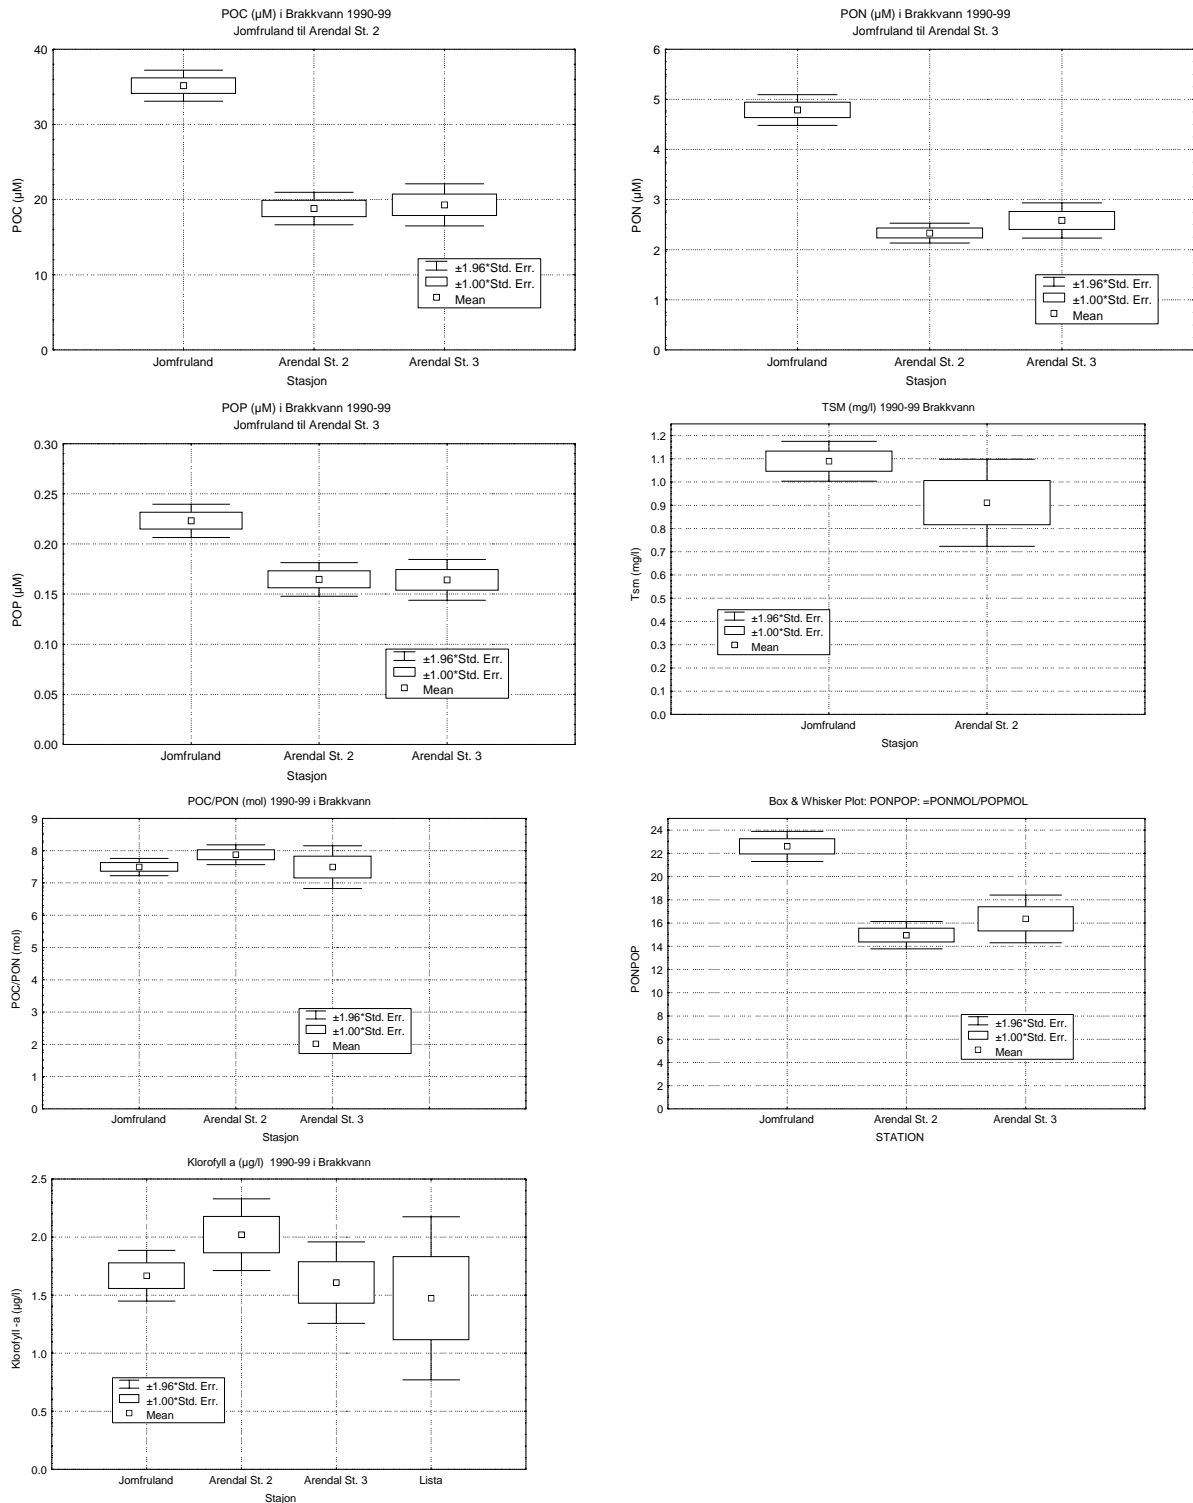 POC (µM) i Brakkvann 1990-99
Jomfruland til Arendal St. 2
POC (µM)
40
30
20
10
0
±1.96*Std. Err.
±1.00*Std. Err.
Mean
Jomfruland Arendal St. 2 Arendal St. 3
Stasjon
PON (µM) i Brakkvann 1990-99
Jomfruland til Arendal St. 3
PON (µM)
6
5
4
3
2
1
0
±1.96*Std. Err.
±1.00*Std. Err.
Mean
Jomfruland Arendal St. 2 Arendal St. 3
Stasjon
POP (µM) i Brakkvann 1990-99
Jomfruland til Arendal St. 3
POP (µM)
0.30
0.25
0.20
0.15
0.10
0.05
0.00
±1.96*Std. Err.
±1.00*Std. Err.
Mean
Jomfruland Arendal St. 2 Arendal St. 3
Stasjon
TSM (mg/l) 1990-99 Brakkvann
Tsm (mg/l)
1.2
1.1
1.0
0.9
0.8
0.7
0.6
0.5
0.4
0.3
0.2
0.1
0.0
±1.96*Std. Err.
±1.00*Std. Err.
Mean
Jomfruland Arendal St. 2
Stasjon
POC/PON (mol) 1990-99 i Brakkvann
POC/PON (mol)
9
8
7
6
5
4
3
2
1
0
±1.96*Std. Err.
±1.00*Std. Err.
Mean
Jomfruland Arendal St. 2 Arendal St. 3
Stasjon
Box & Whisker Plot: PONPOP: =PONMOL/POPMOL
PONPOP
24
22
20
18
16
14
12
10
8
6
4
2
0
±1.96*Std. Err.
±1.00*Std. Err.
Mean
Jomfruland Arendal St. 2 Arendal St. 3
STATION
Klorofyll a (µg/l) 1990-99 i Brakkvann
Klorofyll -a (µg/l)
2.5
2.0
1.5
1.0
0.5
0.0
±1.96*Std. Err.
±1.00*Std. Err.
Mean
Jomfruland Arendal St. 2 Arendal St. 3 Lista
Stajon